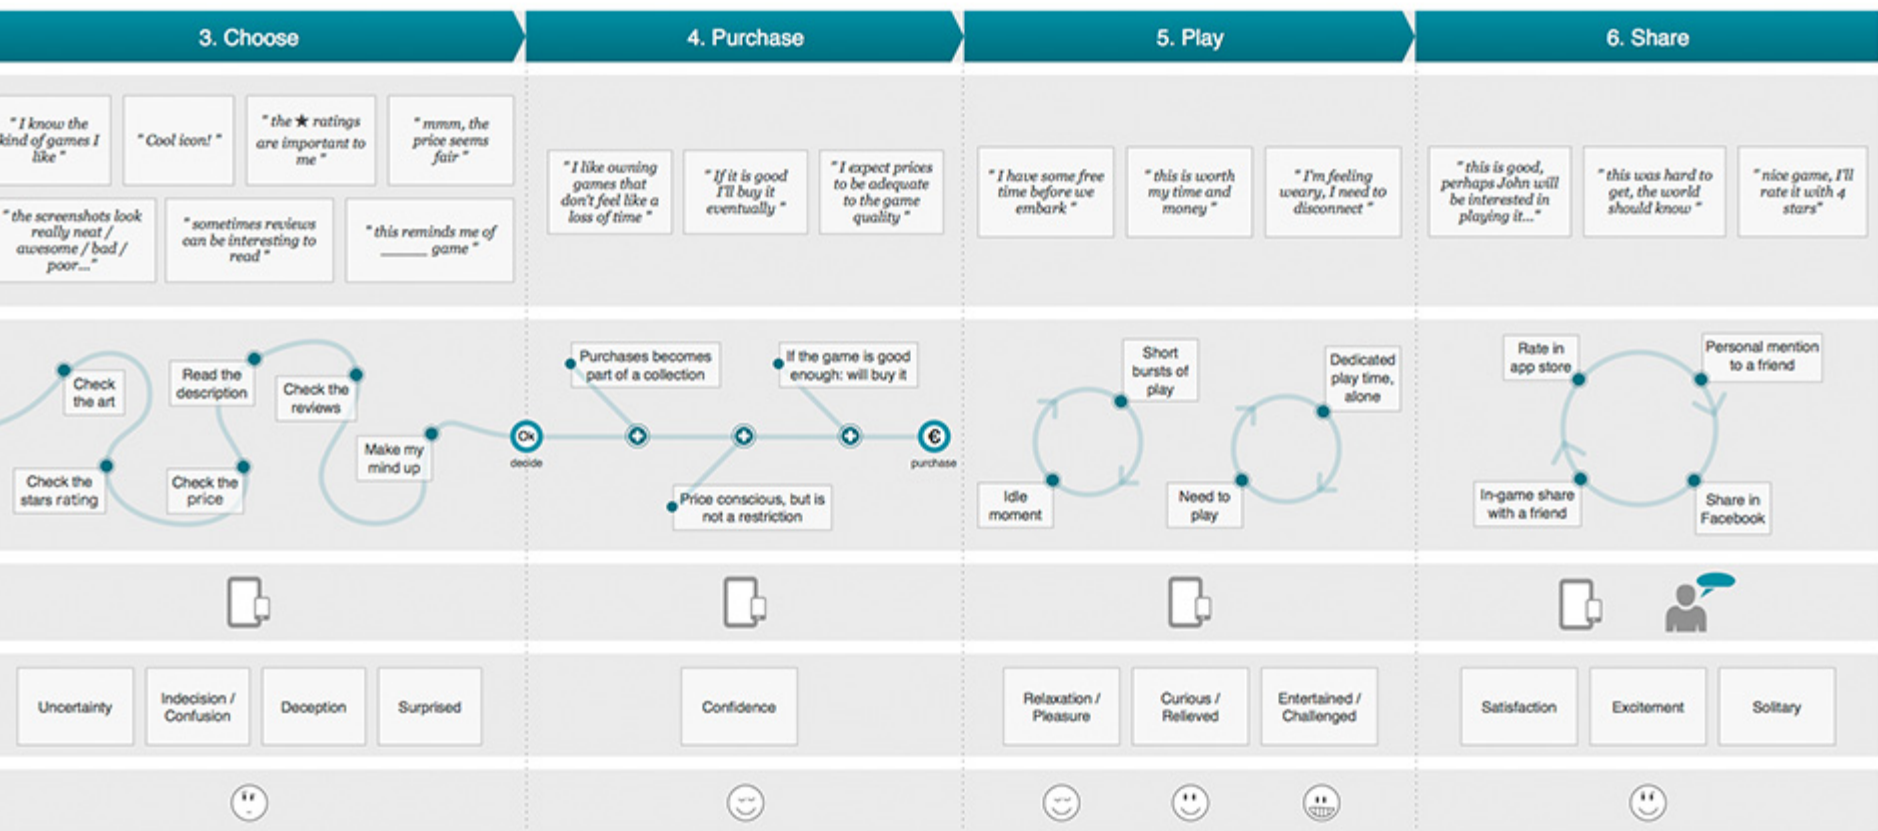 3. Choose
4. Purchase
5. Play
6. Share
" I know the
kind of games I
like "
" Cool icon! "
" the ★ ratings
are important to
me "
" mmm, the
price seems
fair "
" the screenshots look
really neat /
awesome / bad /
poor..."
" sometimes reviews
can be interesting to
read "
" this reminds me of
______ game "
" I like owning
games that
don't feel like a
loss of time "
" If it is good
I'll buy it
eventually "
" I expect prices
to be adequate
to the game
quality "
" I have some free
time before we
embark "
" this is worth
my time and
money "
" I'm feeling
weary, I need to
disconnect "
" this is good,
perhaps John will
be interested in
playing it..."
" this was hard to
get, the world
should know "
" nice game, I'll
rate it with 4
stars"
Check
the art
Check the
stars rating
Read the
description
Check the
price
Check the
reviews
Make my
mind up
Ok
decide
Purchases becomes
part of a collection
If the game is good
enough: will buy it
Price conscious, but is
not a restriction
€
purchase
Short
bursts of
play
Idle
moment
Dedicated
play time,
alone
Need to
play
Rate in
app store
Personal mention
to a friend
In-game share
with a friend
Share in
Facebook
Uncertainty
Indecision /
Confusion
Deception
Surprised
Confidence
Relaxation /
Pleasure
Curious /
Relieved
Entertained /
Challenged
Satisfaction
Excitement
Solitary